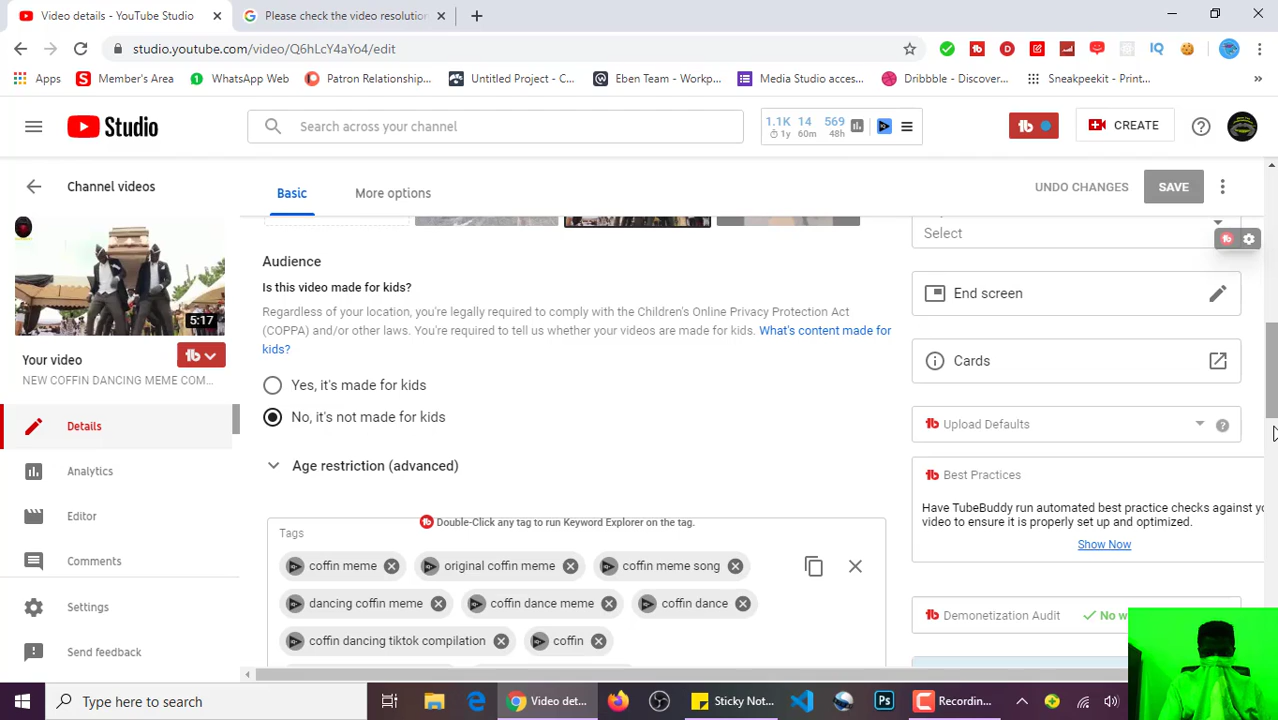 Video details - YouTube Studio
Please check the video resolutio
studio.youtube.com/video/Q6hLcY4aYo4/edit
IQ
Apps
Member's Area
WhatsApp Web
Patron Relationship...
Untitled Project - C...
Eben Team - Workp...
Media Studio acces...
Dribbble - Discover...
Sneakpeekit - Print...
Studio
Search across your channel
1.1K 14 569
1y 60m 48h
CREATE
Channel videos
Basic
More options
UNDO CHANGES
SAVE
5:17
Your video
NEW COFFIN DANCING MEME COM...
Details
Analytics
Editor
Comments
Settings
Send feedback
Audience
Is this video made for kids?
Regardless of your location, you're legally required to comply with the Children's Online Privacy Protection Act
(COPPA) and/or other laws. You're required to tell us whether your videos are made for kids. What's content made for
kids?
Yes, it's made for kids
No, it's not made for kids
Age restriction (advanced)
Double-Click any tag to run Keyword Explorer on the tag.
Tags
coffin meme
original coffin meme
coffin meme song
dancing coffin meme
coffin dance meme
coffin dance
coffin dancing tiktok compilation
coffin
Select
End screen
Cards
Upload Defaults
Best Practices
Have TubeBuddy run automated best practice checks against yo
video to ensure it is properly set up and optimized.
Show Now
Demonetization Audit
No w
Type here to search
Video det...
Sticky Not...
Recording...